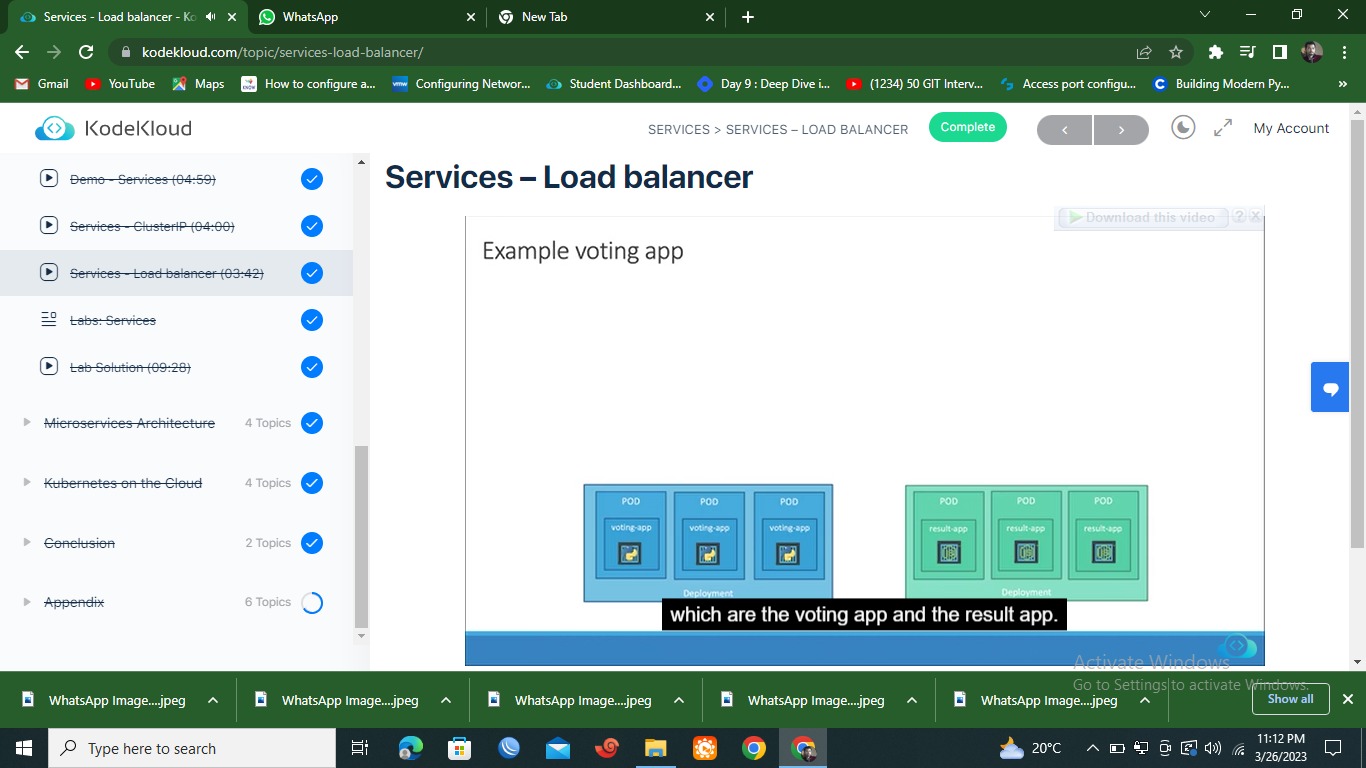 Services - Load balancer - Ko
WhatsApp
New Tab
kodekloud.com/topic/services-load-balancer/
Gmail
YouTube
Maps
How to configure a...
Configuring Networ...
Student Dashboard...
Day 9 : Deep Dive i...
(1234) 50 GIT Interv...
Access port configu...
Building Modern Py...
»
KodeKloud
SERVICES > SERVICES – LOAD BALANCER
Complete
My Account
Demo - Services (04:59)
Services - ClusterIP (04:00)
Services - Load balancer (03:42)
Labs: Services
Lab Solution (09:28)
Microservices Architecture 4 Topics
Kubernetes on the Cloud 4 Topics
Conclusion 2 Topics
Appendix 6 Topics
Services – Load balancer
Download this video ? X
Example voting app
POD POD POD
voting-app voting-app voting-app
Deployment
POD POD POD
result-app result-app result-app
Deployment
which are the voting app and the result app.
Activate Windows
Go to Settings to activate Windows.
WhatsApp Image....jpeg
WhatsApp Image....jpeg
WhatsApp Image....jpeg
WhatsApp Image....jpeg
WhatsApp Image....jpeg
Show all
Type here to search
20°C
11:12 PM
3/26/2023